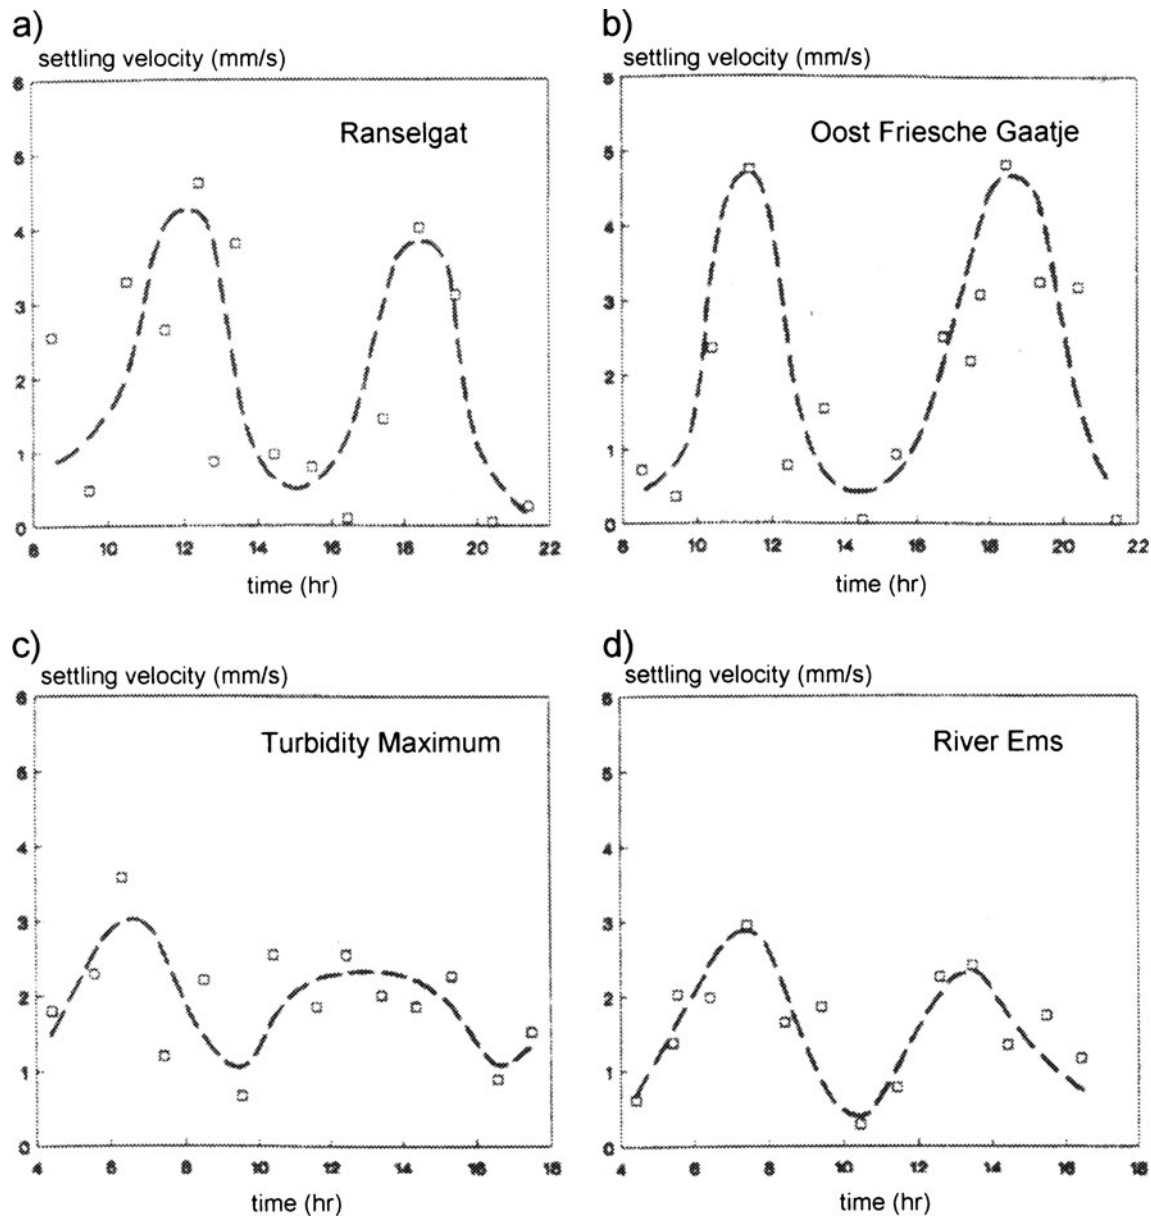 a)
settling velocity (mm/s)
Ranselgat
6
5
4
3
2
1
0
8 10 12 14 16 18 20 22
time (hr)
b)
settling velocity (mm/s)
Oost Friesche Gaatje
6
5
4
3
2
1
0
8 10 12 14 16 18 20 22
time (hr)
c)
settling velocity (mm/s)
Turbidity Maximum
6
5
4
3
2
1
0
4 6 8 10 12 14 16 18
time (hr)
d)
settling velocity (mm/s)
River Ems
6
5
4
3
2
1
0
4 6 8 10 12 14 16 18
time (hr)